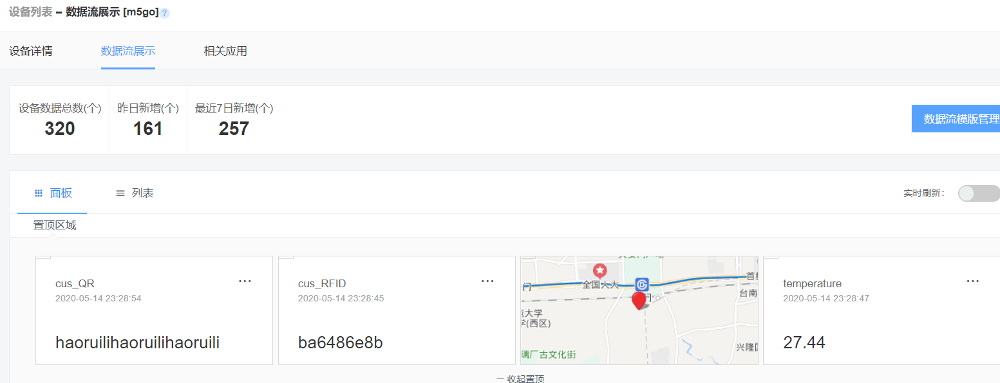 设备列表 – 数据流展示 [m5go] ?
设备详情
数据流展示
相关应用
设备数据总数(个)
320
昨日新增(个)
161
最近7日新增(个)
257
数据流模版管理
面板
列表
实时刷新：
置顶区域
cus_QR
...
2020-05-14 23:28:54
haoruilihaoruilihaoruili
cus_RFID
...
2020-05-14 23:28:45
ba6486e8b
全国人大
门
首都
台南
范大学
(西区)
璃厂古文化街
兴隆
temperature
...
2020-05-14 23:28:47
27.44
— 收起置顶